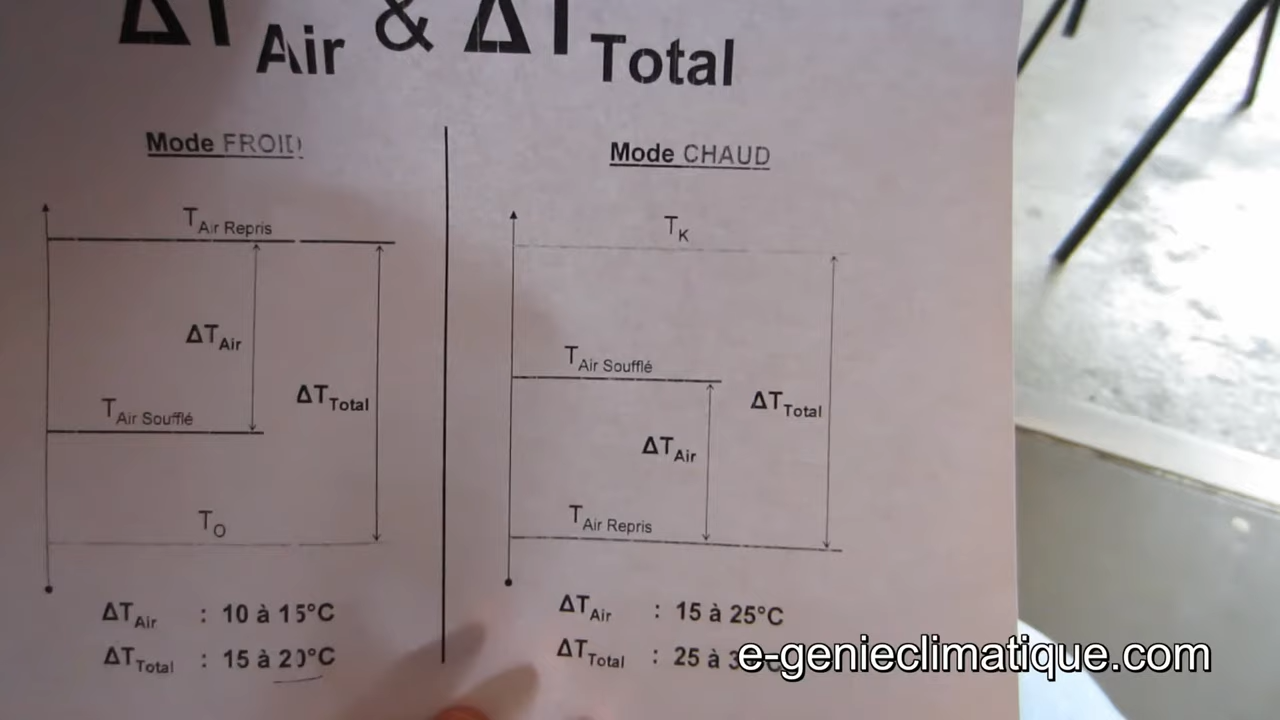 ΔT Air & ΔT Total
Mode FROID
T Air Repris
ΔT Air
ΔT Total
T Air Soufflé
T O
ΔT Air : 10 à 15°C
ΔT Total : 15 à 20°C
Mode CHAUD
T K
T Air Soufflé
ΔT Total
ΔT Air
T Air Repris
ΔT Air : 15 à 25°C
ΔT Total : 25 à
e-genieclimatique.com